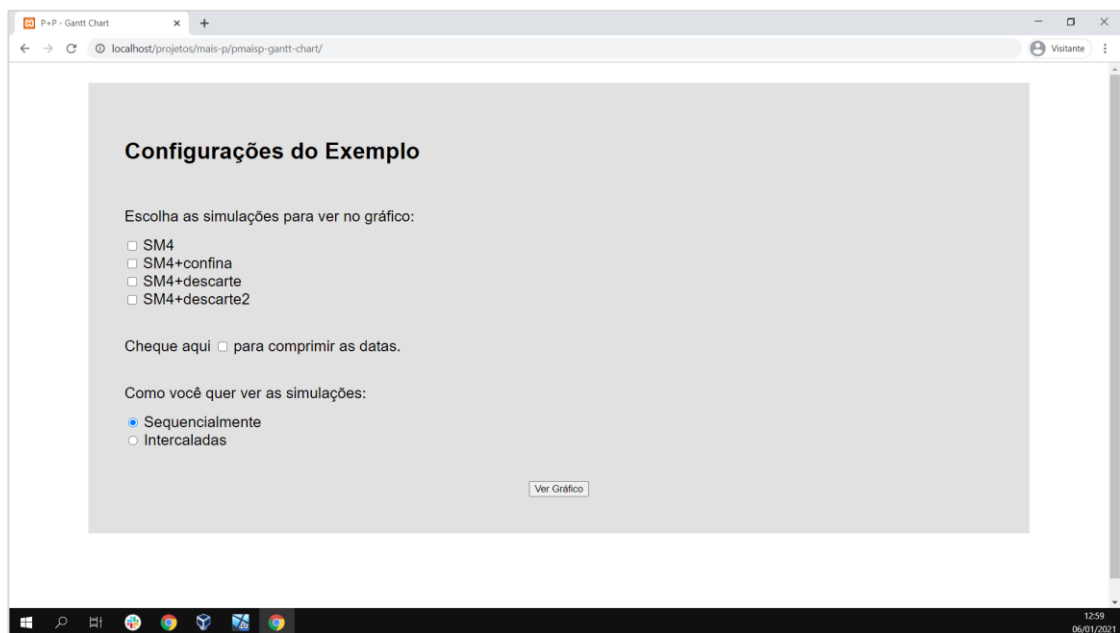 P+P - Gantt Chart
localhost/projetos/mais-p/pmaisp-gantt-chart/
Visitante
Configurações do Exemplo
Escolha as simulações para ver no gráfico:
SM4
SM4+confina
SM4+descarte
SM4+descarte2
Cheque aqui para comprimir as datas.
Como você quer ver as simulações:
Sequencialmente
Intercaladas
Ver Gráfico
12:59
06/01/2021